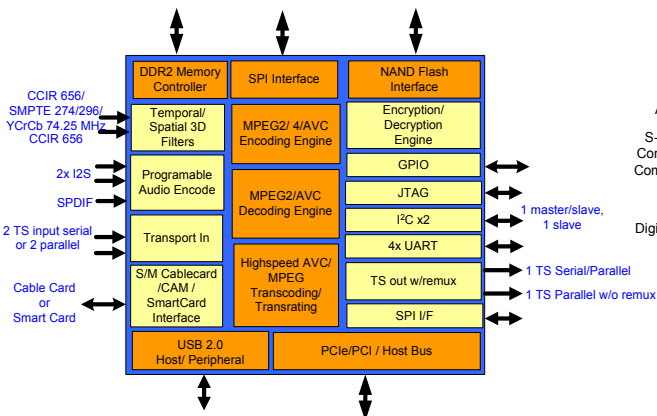 DDR2 Memory
Controller
SPI Interface
NAND Flash
Interface
CCIR 656/
SMPTE 274/296/
YCrCb 74.25 MHz
CCIR 656
Temporal/
Spatial 3D
Filters
MPEG2/ 4/AVC
Encoding Engine
Encryption/
Decryption
Engine
GPIO
2x I2S
SPDIF
Programable
Audio Encode
MPEG2/AVC
Decoding Engine
JTAG
I²C x2
1 master/slave,
1 slave
4x UART
2 TS input serial
or 2 parallel
Transport In
Highspeed AVC/
MPEG
Transcoding/
Transrating
TS out w/remux
1 TS Serial/Parallel
1 TS Parallel w/o remux
Cable Card
or
Smart Card
S/M Cablecard
/CAM /
SmartCard
Interface
SPI I/F
USB 2.0
Host/ Peripheral
PCIe/PCI / Host Bus